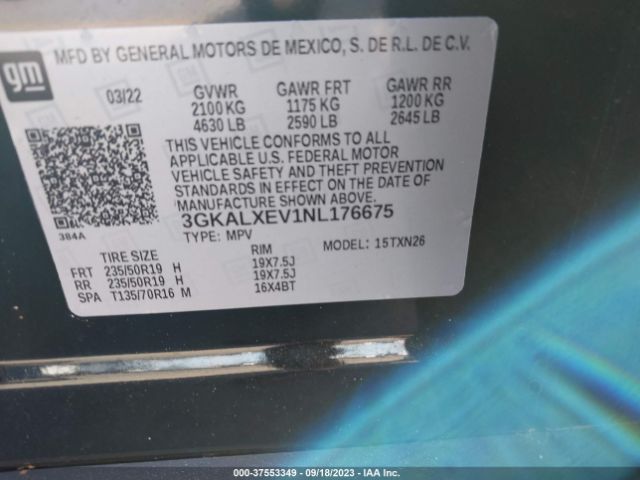 gm
MFD BY GENERAL MOTORS DE MEXICO, S. DE R.L. DE C.V.
03/22 GVWR GAWR FRT GAWR RR
2100 KG 1175 KG 1200 KG
4630 LB 2590 LB 2645 LB
THIS VEHICLE CONFORMS TO ALL
APPLICABLE U.S. FEDERAL MOTOR
VEHICLE SAFETY AND THEFT PREVENTION
STANDARDS IN EFFECT ON THE DATE OF
MANUFACTURE SHOWN ABOVE.
3GKALXEV1NL176675
384A TYPE: MPV MODEL: 15TXN26
TIRE SIZE RIM
FRT 235/50R19 H 19X7.5J
RR 235/50R19 H 19X7.5J
SPA T135/70R16 M 16X4BT
000-37553349 - 09/18/2023 - IAA Inc.